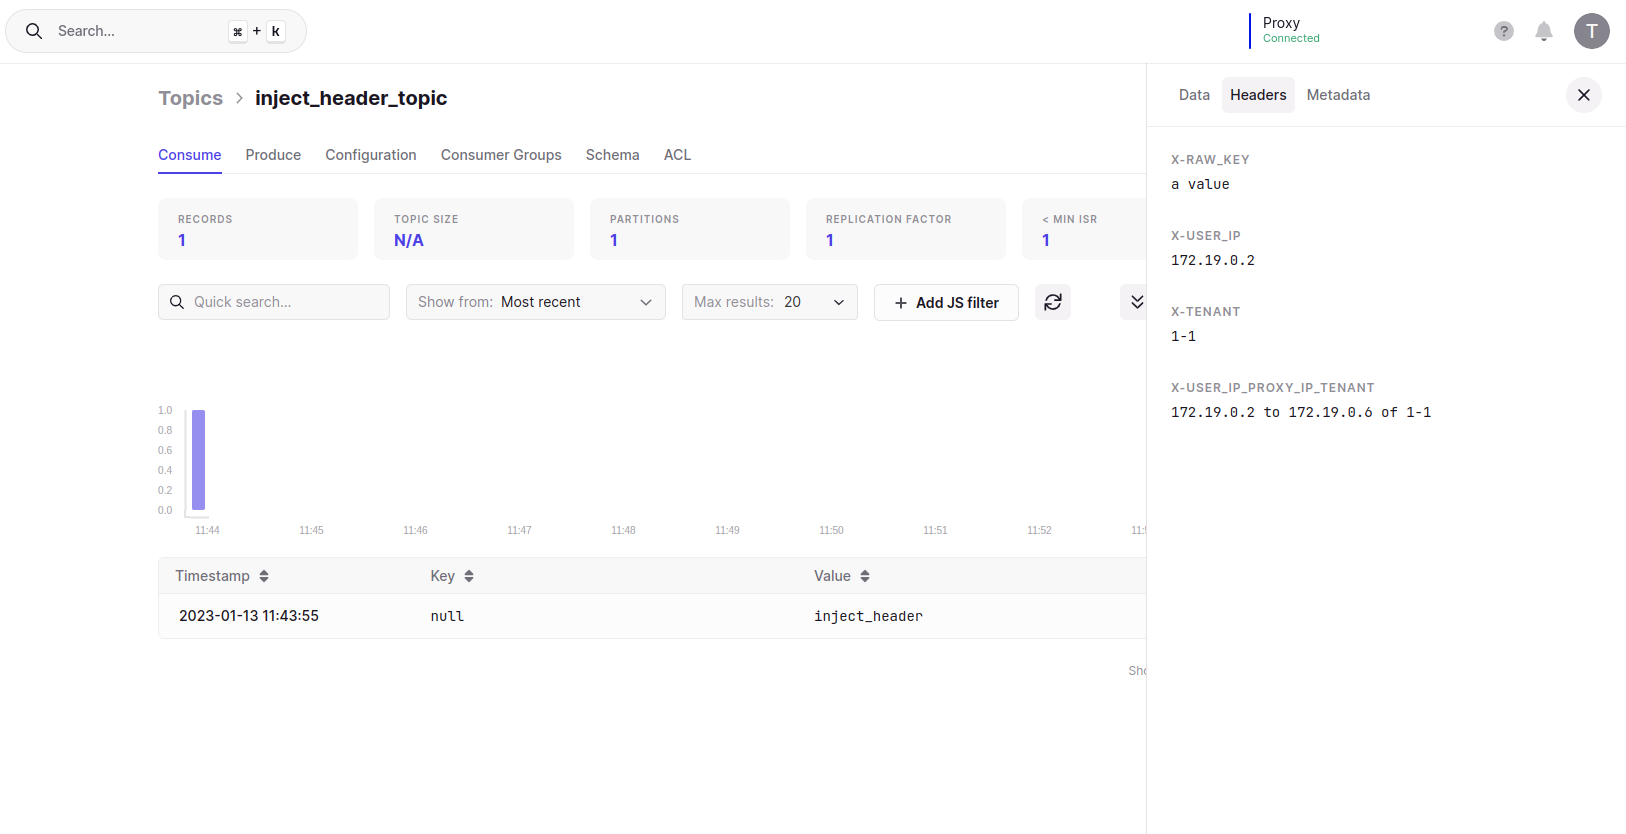 Search... ⌘ + k
Proxy
Connected
? T
Topics > inject_header_topic
Consume Produce Configuration Consumer Groups Schema ACL
RECORDS
1
TOPIC SIZE
N/A
PARTITIONS
1
REPLICATION FACTOR
1
< MIN ISR
1
Quick search... Show from: Most recent Max results: 20 + Add JS filter
1.0
0.8
0.6
0.4
0.2
0.0
11:44 11:45 11:46 11:47 11:48 11:49 11:50 11:51 11:52
Timestamp Key Value
2023-01-13 11:43:55 null inject_header
Data Headers Metadata
X-RAW_KEY
a value
X-USER_IP
172.19.0.2
X-TENANT
1-1
X-USER_IP_PROXY_IP_TENANT
172.19.0.2 to 172.19.0.6 of 1-1